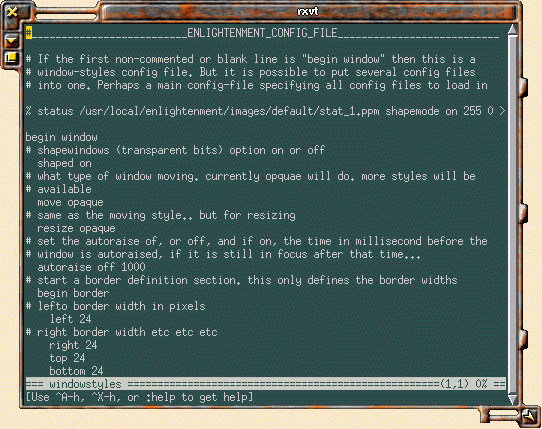 rxvt
#_________________________ENLIGHTENMENT_CONFIG_FILE_________________________
# If the first non-commented or blank line is "begin window" then this is a
# window-styles config file. But it is possible to put several config files
# into one. Perhaps a main config-file specifying all config files to load in
% status /usr/local/enlightenment/images/default/stat_1.ppm shapemode on 255 0 >
begin window
# shapewindows (transparent bits) option on or off
  shaped on
# what type of window moving. currently opquae will do. more styles will be
# available
  move opaque
# same as the moving style.. but for resizing
  resize opaque
# set the autoraise of, or off, and if on, the time in millisecond before the
# window is autoraised, if it is still in focus after that time...
  autoraise off 1000
# start a border definition section. this only defines the border widths
  begin border
# lefto border width in pixels
    left 24
# right border width etc etc etc
    right 24
    top 24
    bottom 24
=== windowstyles ================================================(1,1) 0% ==
[Use ^A-h, ^X-h, or :help to get help]